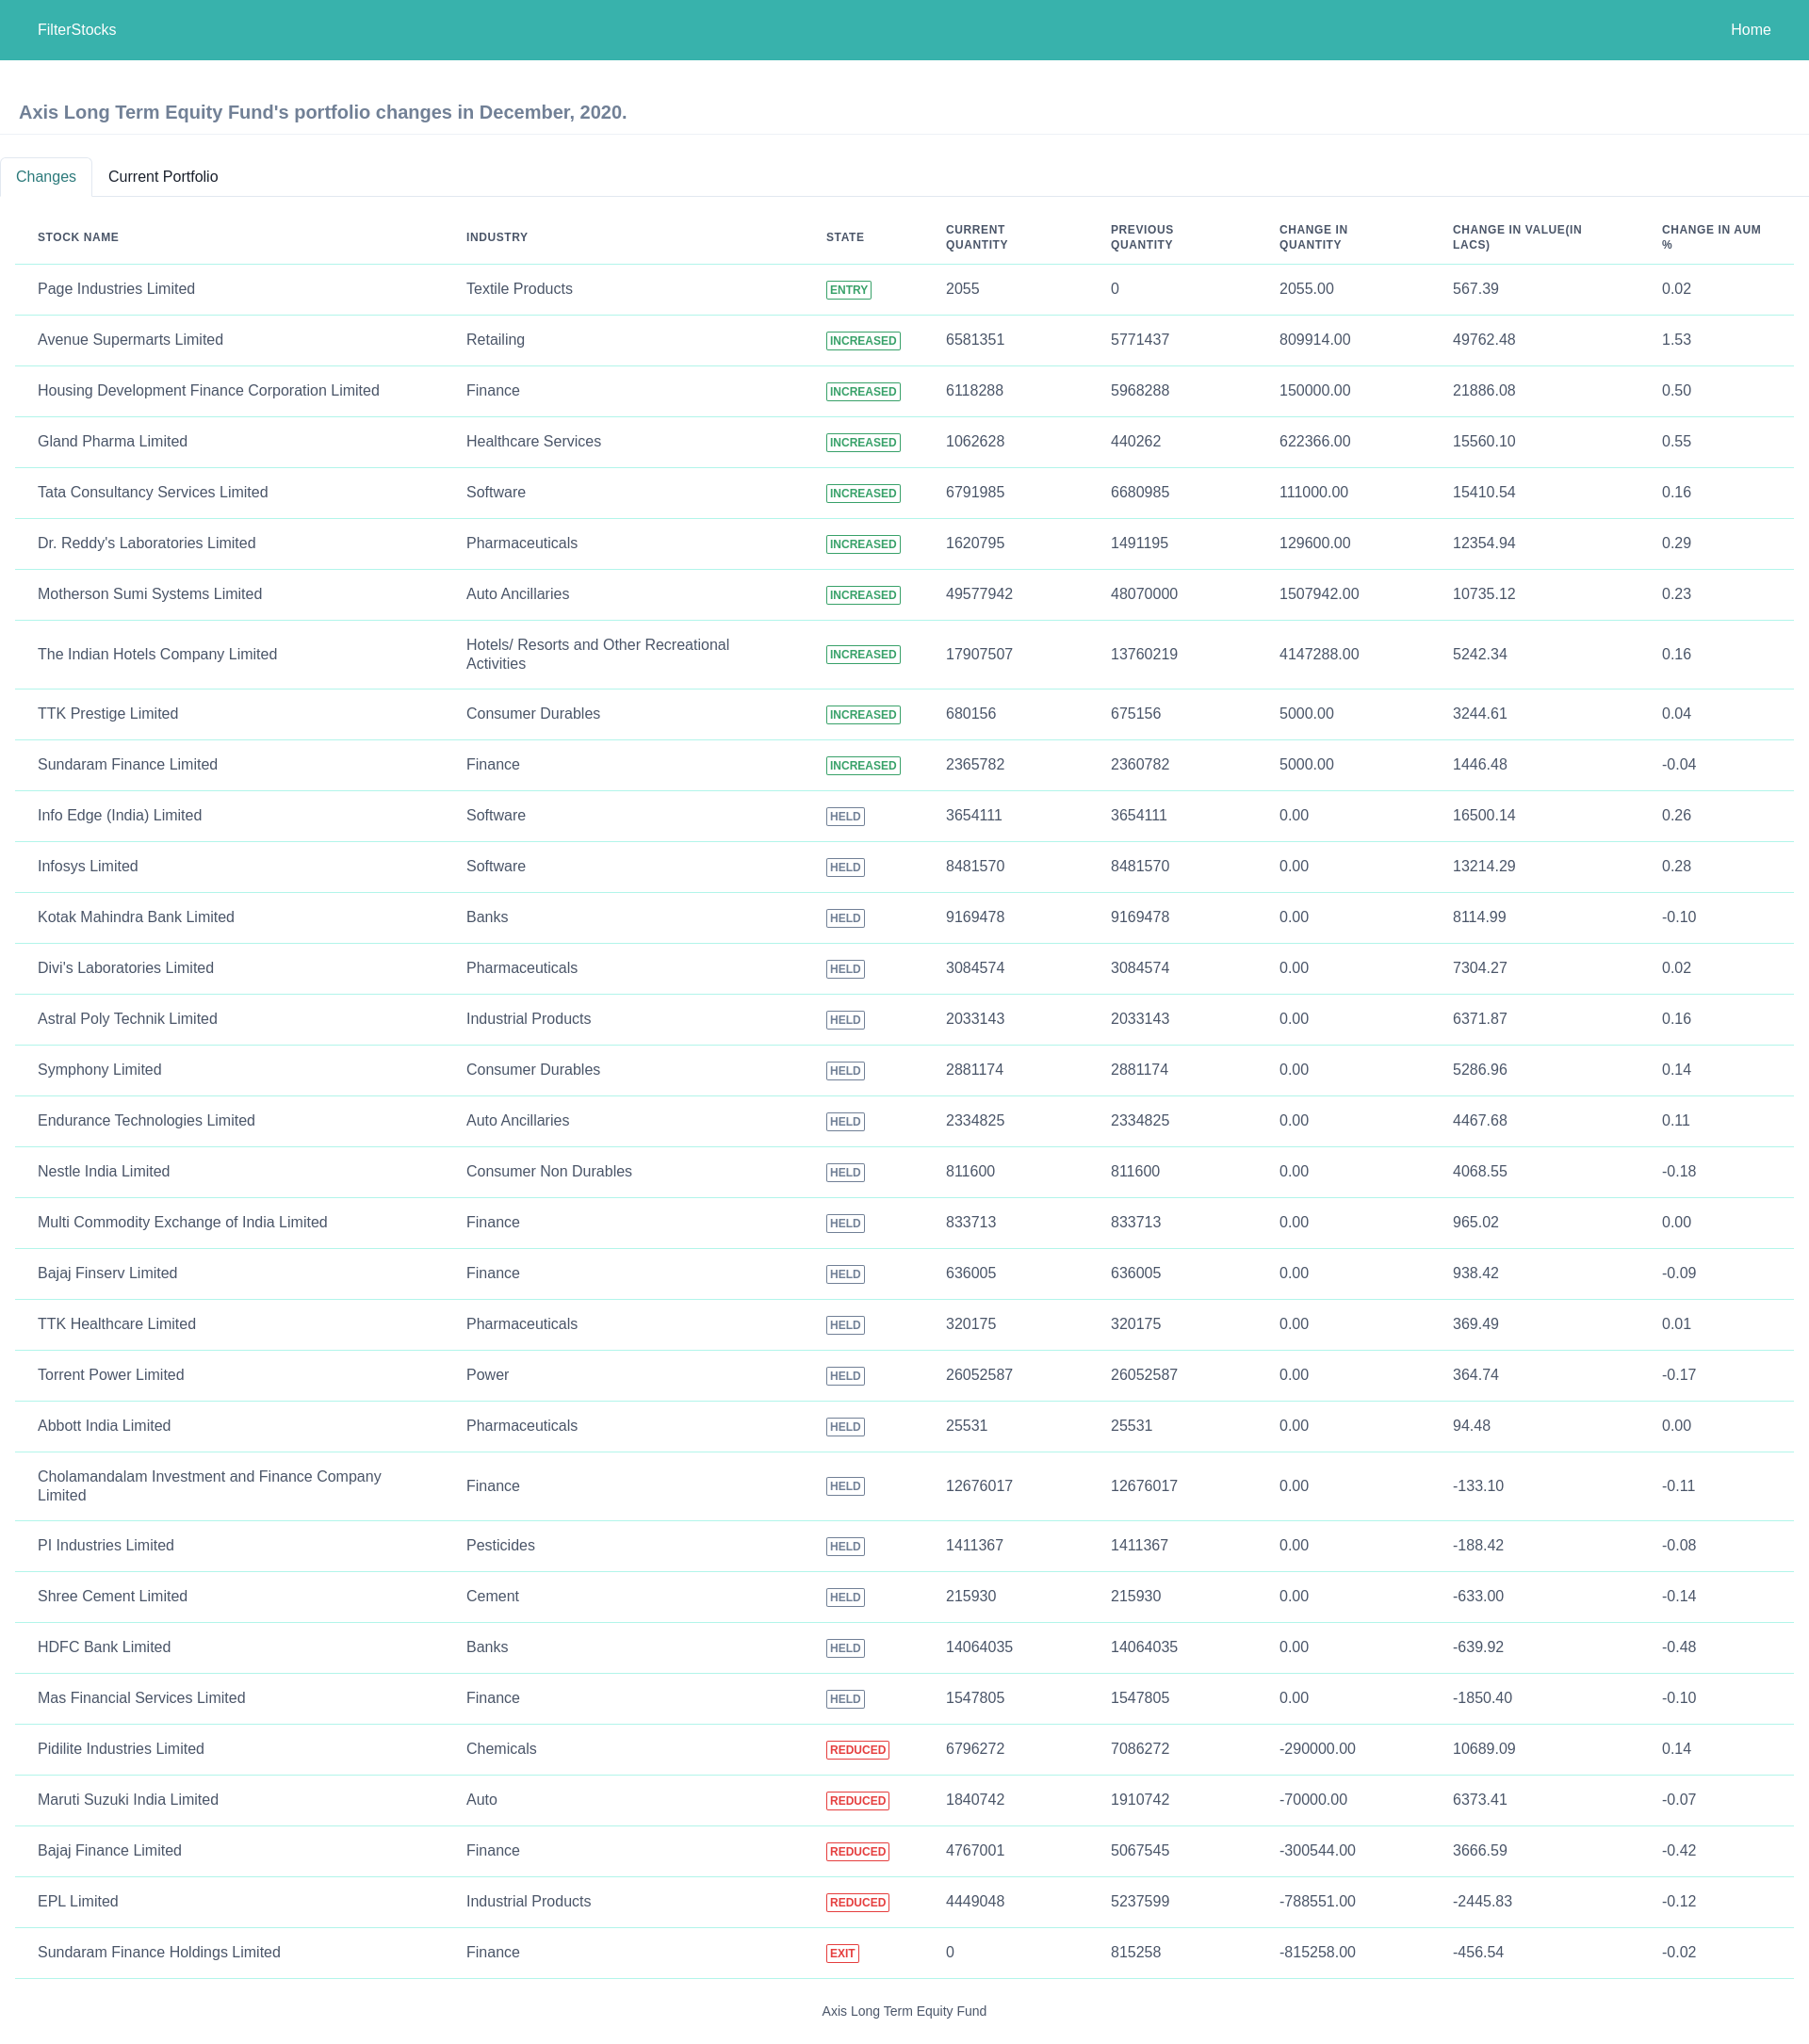 FilterStocks Home
Axis Long Term Equity Fund's portfolio changes in December, 2020.
Changes Current Portfolio
STOCK NAME INDUSTRY STATE CURRENT QUANTITY PREVIOUS QUANTITY CHANGE IN QUANTITY CHANGE IN VALUE(IN LACS) CHANGE IN AUM %
Page Industries Limited Textile Products ENTRY 2055 0 2055.00 567.39 0.02
Avenue Supermarts Limited Retailing INCREASED 6581351 5771437 809914.00 49762.48 1.53
Housing Development Finance Corporation Limited Finance INCREASED 6118288 5968288 150000.00 21886.08 0.50
Gland Pharma Limited Healthcare Services INCREASED 1062628 440262 622366.00 15560.10 0.55
Tata Consultancy Services Limited Software INCREASED 6791985 6680985 111000.00 15410.54 0.16
Dr. Reddy's Laboratories Limited Pharmaceuticals INCREASED 1620795 1491195 129600.00 12354.94 0.29
Motherson Sumi Systems Limited Auto Ancillaries INCREASED 49577942 48070000 1507942.00 10735.12 0.23
The Indian Hotels Company Limited Hotels/ Resorts and Other Recreational Activities INCREASED 17907507 13760219 4147288.00 5242.34 0.16
TTK Prestige Limited Consumer Durables INCREASED 680156 675156 5000.00 3244.61 0.04
Sundaram Finance Limited Finance INCREASED 2365782 2360782 5000.00 1446.48 -0.04
Info Edge (India) Limited Software HELD 3654111 3654111 0.00 16500.14 0.26
Infosys Limited Software HELD 8481570 8481570 0.00 13214.29 0.28
Kotak Mahindra Bank Limited Banks HELD 9169478 9169478 0.00 8114.99 -0.10
Divi's Laboratories Limited Pharmaceuticals HELD 3084574 3084574 0.00 7304.27 0.02
Astral Poly Technik Limited Industrial Products HELD 2033143 2033143 0.00 6371.87 0.16
Symphony Limited Consumer Durables HELD 2881174 2881174 0.00 5286.96 0.14
Endurance Technologies Limited Auto Ancillaries HELD 2334825 2334825 0.00 4467.68 0.11
Nestle India Limited Consumer Non Durables HELD 811600 811600 0.00 4068.55 -0.18
Multi Commodity Exchange of India Limited Finance HELD 833713 833713 0.00 965.02 0.00
Bajaj Finserv Limited Finance HELD 636005 636005 0.00 938.42 -0.09
TTK Healthcare Limited Pharmaceuticals HELD 320175 320175 0.00 369.49 0.01
Torrent Power Limited Power HELD 26052587 26052587 0.00 364.74 -0.17
Abbott India Limited Pharmaceuticals HELD 25531 25531 0.00 94.48 0.00
Cholamandalam Investment and Finance Company Limited Finance HELD 12676017 12676017 0.00 -133.10 -0.11
PI Industries Limited Pesticides HELD 1411367 1411367 0.00 -188.42 -0.08
Shree Cement Limited Cement HELD 215930 215930 0.00 -633.00 -0.14
HDFC Bank Limited Banks HELD 14064035 14064035 0.00 -639.92 -0.48
Mas Financial Services Limited Finance HELD 1547805 1547805 0.00 -1850.40 -0.10
Pidilite Industries Limited Chemicals REDUCED 6796272 7086272 -290000.00 10689.09 0.14
Maruti Suzuki India Limited Auto REDUCED 1840742 1910742 -70000.00 6373.41 -0.07
Bajaj Finance Limited Finance REDUCED 4767001 5067545 -300544.00 3666.59 -0.42
EPL Limited Industrial Products REDUCED 4449048 5237599 -788551.00 -2445.83 -0.12
Sundaram Finance Holdings Limited Finance EXIT 0 815258 -815258.00 -456.54 -0.02
Axis Long Term Equity Fund